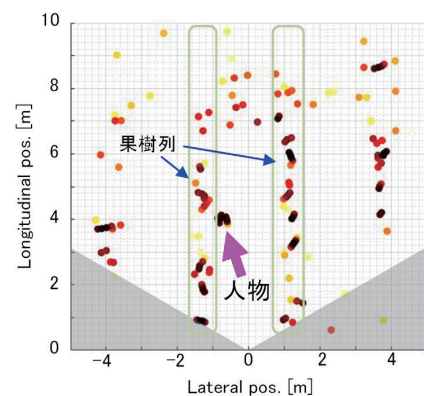 Longitudinal pos. [m]
10
8
6
4
2
0
果樹列
人物
-4
-2
0
2
4
Lateral pos. [m]